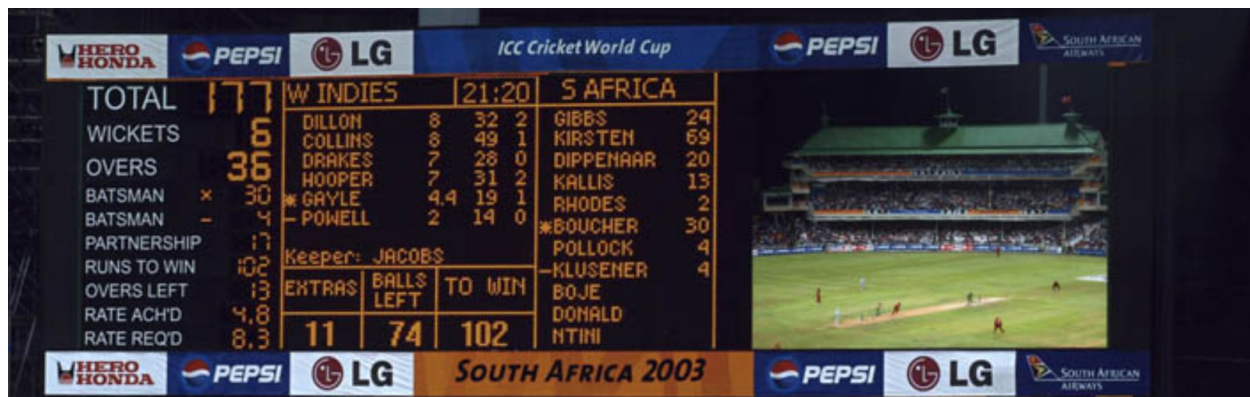 HERO HONDA PEPSI LG ICC Cricket World Cup PEPSI LG SOUTH AFRICAN AIRWAYS
TOTAL 177
WICKETS 6
OVERS 36
BATSMAN × 30
BATSMAN – 4
PARTNERSHIP 17
RUNS TO WIN 102
OVERS LEFT 13
RATE ACH'D 4.8
RATE REQ'D 8.3
W INDIES 21:20
DILLON 8 32 2
COLLINS 8 49 1
DRAKES 7 28 0
HOOPER 7 31 2
*GAYLE 4.4 19 1
–POWELL 2 14 0
Keeper: JACOBS
EXTRAS BALLS LEFT TO WIN
11 74 102
S AFRICA
GIBBS 24
KIRSTEN 69
DIPPENAAR 20
KALLIS 13
RHODES 2
*BOUCHER 30
POLLOCK 4
–KLUSENER 4
BOJE
DONALD
NTINI
HERO HONDA PEPSI LG SOUTH AFRICA 2003 PEPSI LG SOUTH AFRICAN AIRWAYS